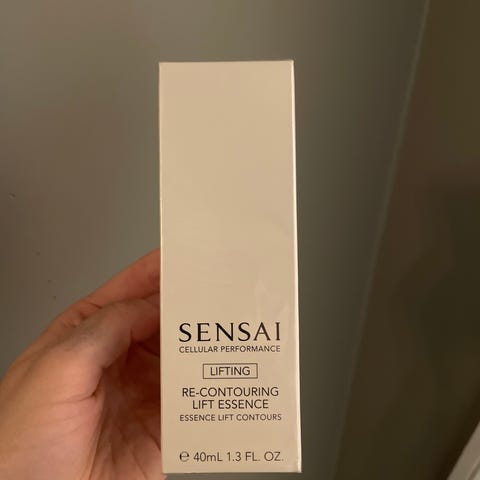 SENSAI
CELLULAR PERFORMANCE
LIFTING
RE-CONTOURING
LIFT ESSENCE
ESSENCE LIFT CONTOURS
℮ 40mL 1.3 FL. OZ.